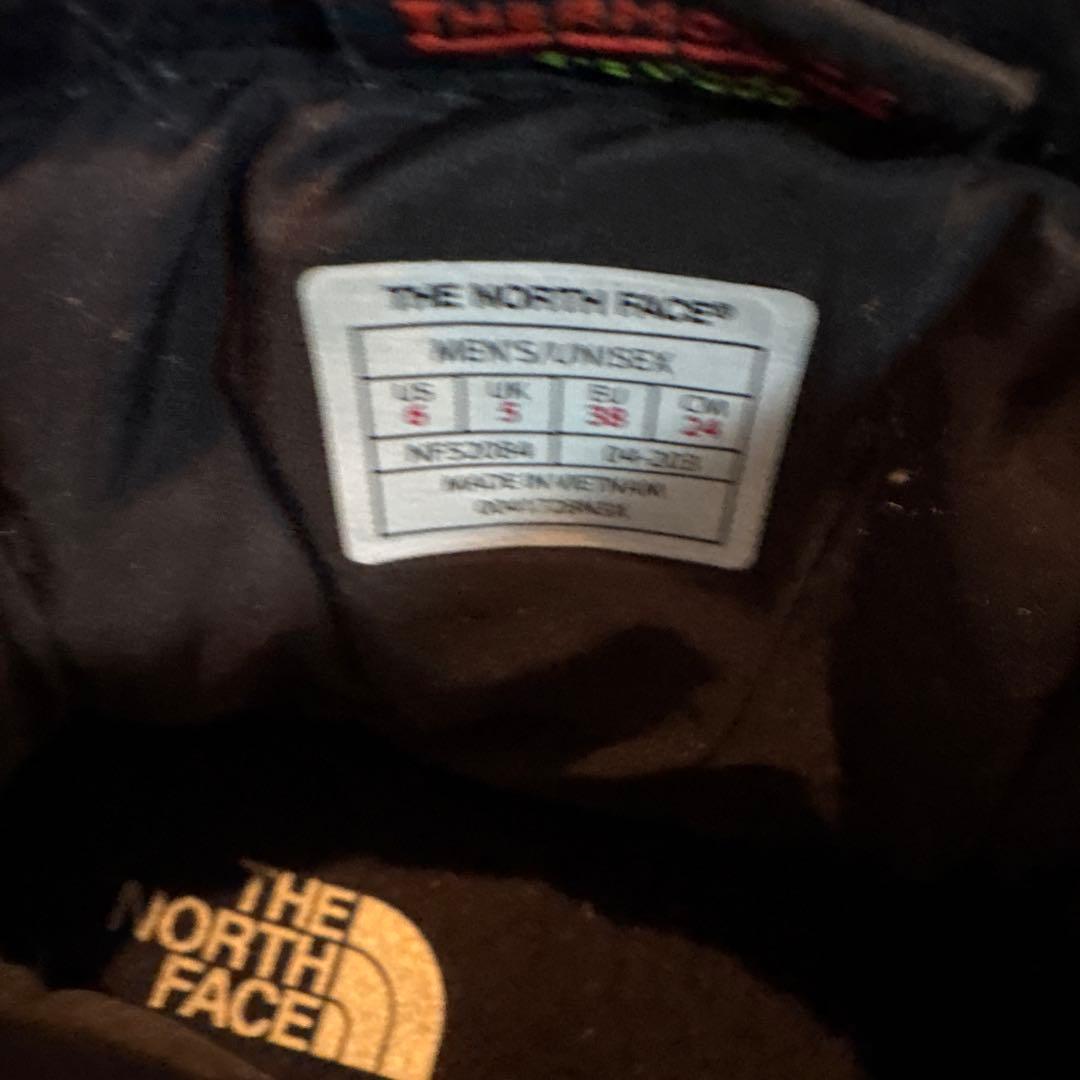 THE NORTH FACE®
MEN'S/UNISEX
US UK EU CM
6 5 38 24
NF52084
MADE IN VIETNAM
THE
NORTH
FACE